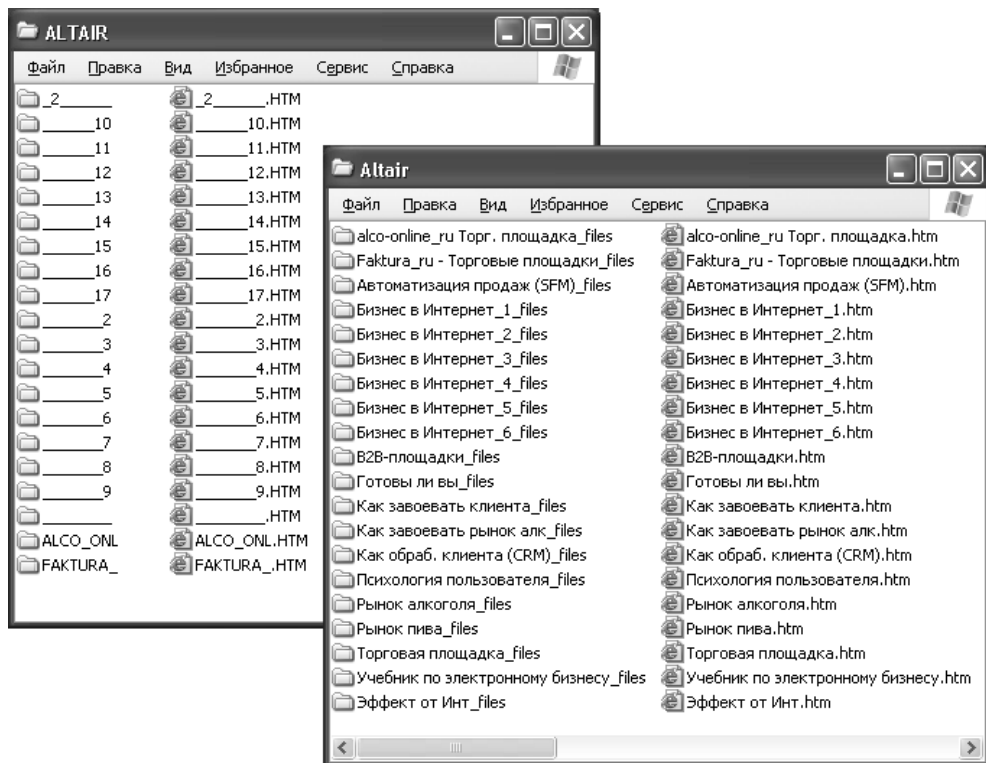 ALTAIR
Файл Правка Вид Избранное Сервис Справка
_2______ _2______.HTM
______10 ______10.HTM
______11 ______11.HTM
______12 ______12.HTM
______13 ______13.HTM
______14 ______14.HTM
______15 ______15.HTM
______16 ______16.HTM
______17 ______17.HTM
_______2 _______2.HTM
_______3 _______3.HTM
_______4 _______4.HTM
_______5 _______5.HTM
_______6 _______6.HTM
_______7 _______7.HTM
_______8 _______8.HTM
_______9 _______9.HTM
________ ________.HTM
ALCO_ONL ALCO_ONL.HTM
FAKTURA_ FAKTURA_.HTM
Altair
Файл Правка Вид Избранное Сервис Справка
alco-online_ru Торг. площадка_files alco-online_ru Торг. площадка.htm
Faktura_ru - Торговые площадки_files Faktura_ru - Торговые площадки.htm
Автоматизация продаж (SFM)_files Автоматизация продаж (SFM).htm
Бизнес в Интернет_1_files Бизнес в Интернет_1.htm
Бизнес в Интернет_2_files Бизнес в Интернет_2.htm
Бизнес в Интернет_3_files Бизнес в Интернет_3.htm
Бизнес в Интернет_4_files Бизнес в Интернет_4.htm
Бизнес в Интернет_5_files Бизнес в Интернет_5.htm
Бизнес в Интернет_6_files Бизнес в Интернет_6.htm
В2В-площадки_files В2В-площадки.htm
Готовы ли вы_files Готовы ли вы.htm
Как завоевать клиента_files Как завоевать клиента.htm
Как завоевать рынок алк_files Как завоевать рынок алк.htm
Как обраб. клиента (CRM)_files Как обраб. клиента (CRM).htm
Психология пользователя_files Психология пользователя.htm
Рынок алкоголя_files Рынок алкоголя.htm
Рынок пива_files Рынок пива.htm
Торговая площадка_files Торговая площадка.htm
Учебник по электронному бизнесу_files Учебник по электронному бизнесу.htm
Эффект от Инт_files Эффект от Инт.htm